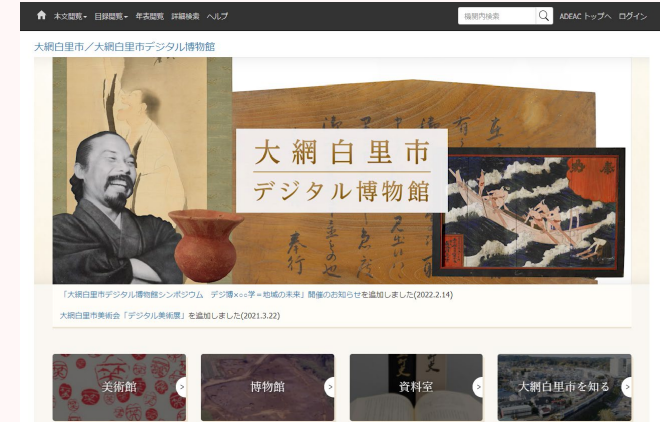 本文閲覧 目録閲覧 年表閲覧 詳細検索 ヘルプ 機関内検索 ADEAC トップへ ログイン
大網白里市／大網白里市デジタル博物館
大網白里市
デジタル博物館
奉行
「大網白里市デジタル博物館シンポジウム　デジ博×○○学＝地域の未来」開催のお知らせを追加しました(2022.2.14)
大網白里市美術会「デジタル美術展」を追加しました(2021.3.22)
美術館 > 博物館 > 資料室 > 大網白里市を知る >